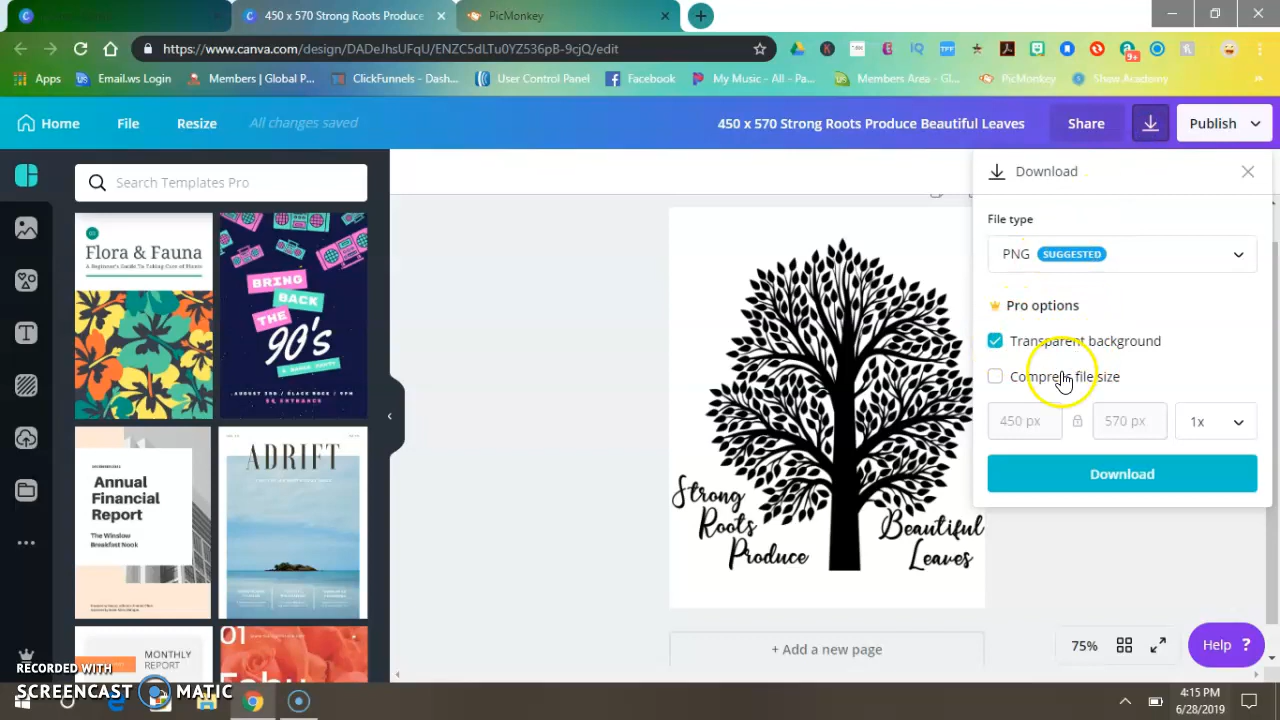 450 x 570 Strong Roots Produce
PicMonkey
https://www.canva.com/design/DADeJhsUFqU/ENZC5dLTu0YZ536pB-9cjQ/edit
Apps
Email.ws Login
Members | Global P...
ClickFunnels - Dash...
User Control Panel
Facebook
My Music - All - Pa...
Members Area - Gl...
PicMonkey
Show Academy
Home
File
Resize
All changes saved
450 x 570 Strong Roots Produce Beautiful Leaves
Share
Publish
Search Templates Pro
Download
File type
PNG
SUGGESTED
Pro options
Transparent background
Compress file size
450 px
570 px
1x
Download
Flora & Fauna
A Beginner's Guide To Taking Care of Plants
BRING
BACK
THE
90's
Annual
Financial
Report
The Winslow
Breakfast Nook
ADRIFT
MONTHLY
REPORT
01
Strong
Roots
Produce
Beautiful
Leaves
+ Add a new page
75%
Help ?
RECORDED WITH
SCREENCAST MATIC
4:15 PM
6/28/2019